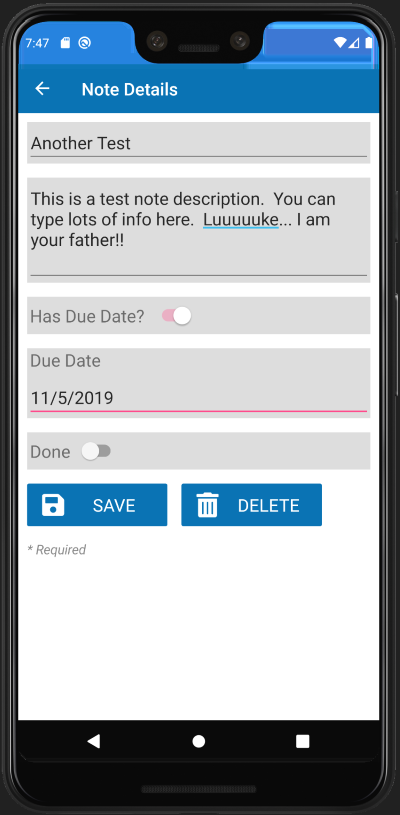 7:47
Note Details
Another Test
This is a test note description.  You can
type lots of info here.  Luuuuuke... I am
your father!!
Has Due Date?
Due Date
11/5/2019
Done
SAVE
DELETE
* Required